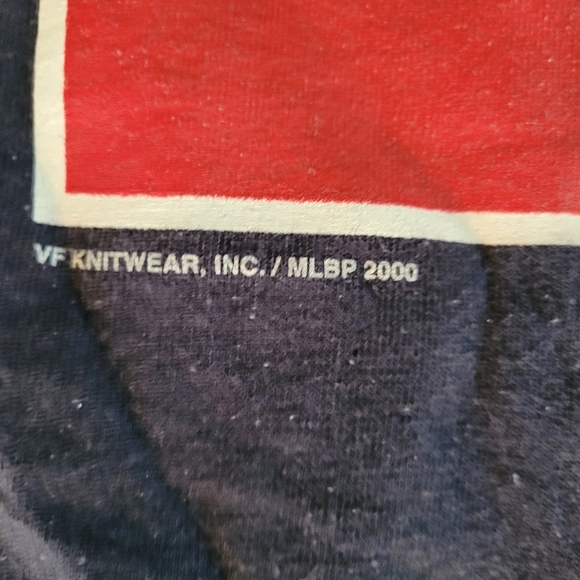 VF KNITWEAR, INC. / MLBP 2000